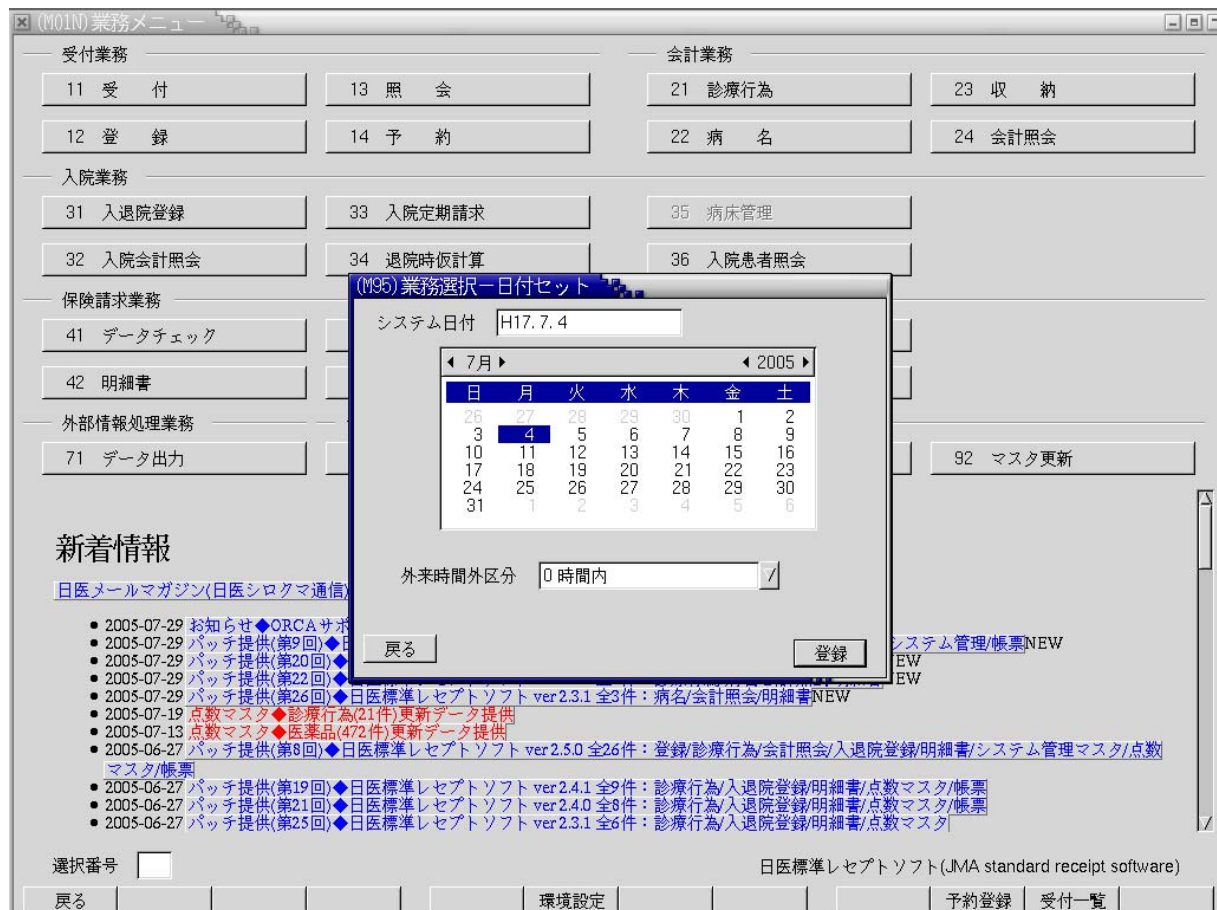 (M01N)業務メニュー
受付業務
会計業務
11 受　付
13 照　会
21 診療行為
23 収　納
12 登　録
14 予　約
22 病　名
24 会計照会
入院業務
31 入退院登録
33 入院定期請求
35 病床管理
32 入院会計照会
34 退院時仮計算
36 入院患者照会
保険請求業務
41 データチェック
42 明細書
外部情報処理業務
71 データ出力
92 マスタ更新
(M95)業務選択－日付セット
システム日付 H17. 7. 4
7月 2005
日 月 火 水 木 金 土
26 27 28 29 30 1 2
3 4 5 6 7 8 9
10 11 12 13 14 15 16
17 18 19 20 21 22 23
24 25 26 27 28 29 30
31 1 2 3 4 5 6
外来時間外区分 0 時間内
戻る 登録
新着情報
日医メールマガジン(日医シロクマ通信)
2005-07-29 お知らせ◆ORCAサポ
2005-07-29 パッチ提供(第9回)◆ システム管理/帳票NEW
2005-07-29 パッチ提供(第20回)◆
2005-07-29 パッチ提供(第22回)◆
2005-07-29 パッチ提供(第26回)◆日医標準レセプトソフト ver2.3.1 全3件：病名/会計照会/明細書NEW
2005-07-19 点数マスタ◆診療行為(21件)更新データ提供
2005-07-13 点数マスタ◆医薬品(472件)更新データ提供
2005-06-27 パッチ提供(第8回)◆日医標準レセプトソフト ver2.5.0 全26件：登録/診療行為/会計照会/入退院登録/明細書/システム管理マスタ/点数
マスタ/帳票
2005-06-27 パッチ提供(第19回)◆日医標準レセプトソフト ver2.4.1 全9件：診療行為/入退院登録/明細書/点数マスタ/帳票
2005-06-27 パッチ提供(第21回)◆日医標準レセプトソフト ver2.4.0 全8件：診療行為/入退院登録/明細書/点数マスタ/帳票
2005-06-27 パッチ提供(第25回)◆日医標準レセプトソフト ver2.3.1 全6件：診療行為/入退院登録/明細書/点数マスタ
選択番号
日医標準レセプトソフト(JMA standard receipt software)
戻る 環境設定 予約登録 受付一覧